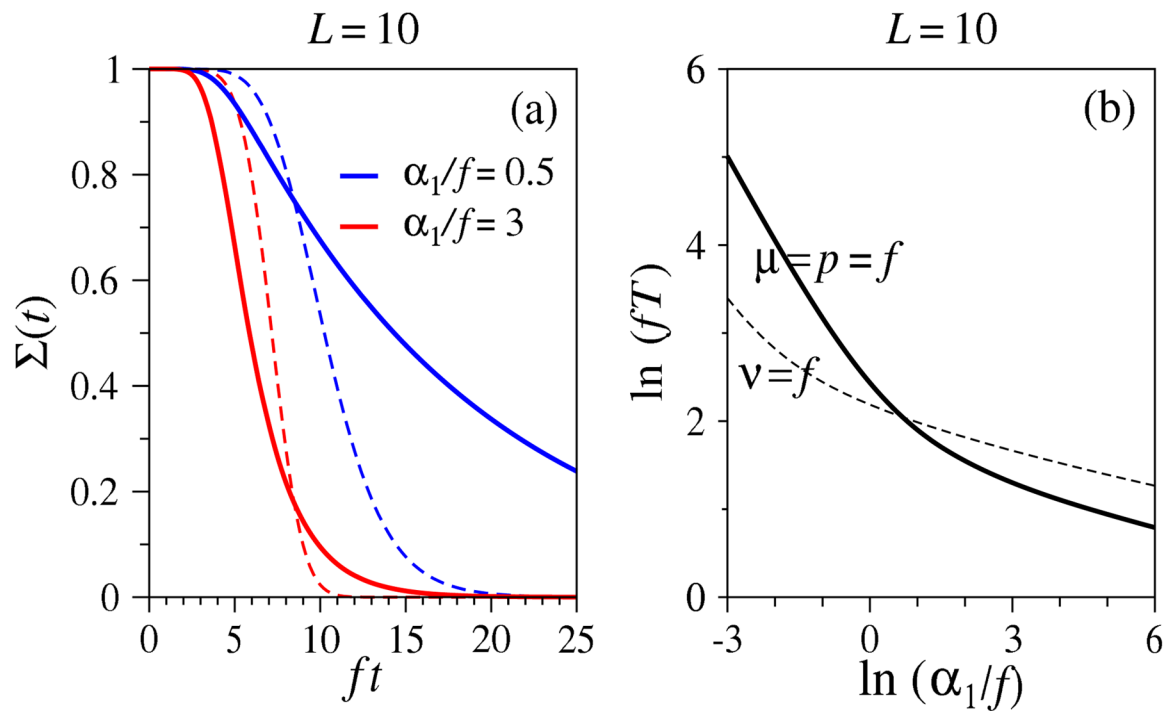 L = 10
(a)
α₁/f = 0.5
α₁/f = 3
Σ(t)
1
0.8
0.6
0.4
0.2
0
0 5 10 15 20 25
ft
L = 10
(b)
μ = p = f
ν = f
ln (fT)
6
4
2
0
-3 0 3 6
ln (α₁/f)